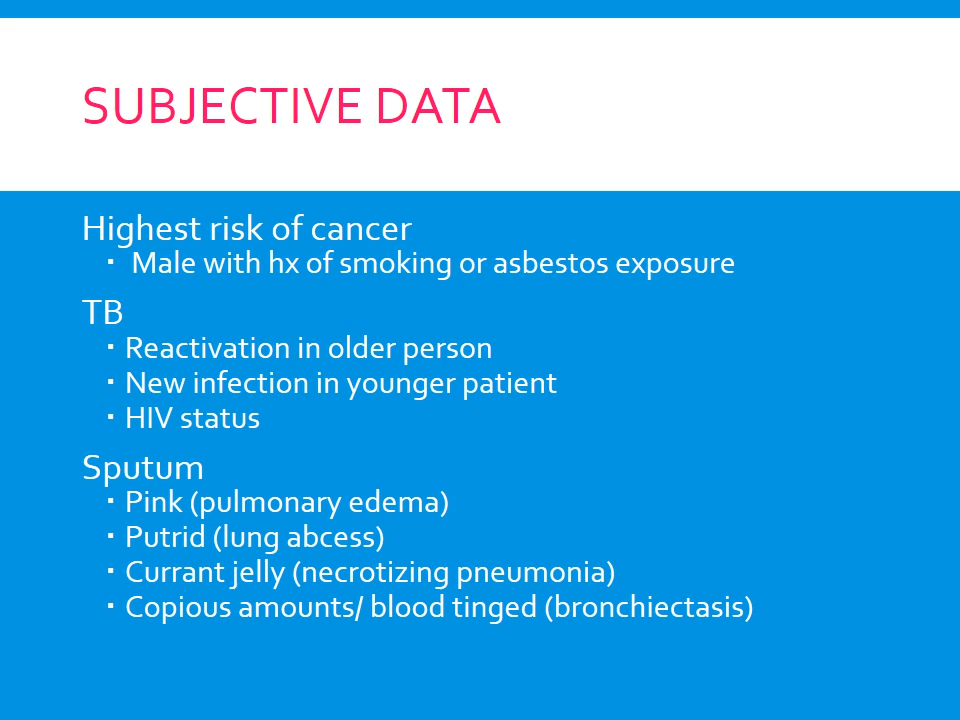 SUBJECTIVE DATA
Highest risk of cancer
▪ Male with hx of smoking or asbestos exposure
TB
▪ Reactivation in older person
▪ New infection in younger patient
▪ HIV status
Sputum
▪ Pink (pulmonary edema)
▪ Putrid (lung abcess)
▪ Currant jelly (necrotizing pneumonia)
▪ Copious amounts/ blood tinged (bronchiectasis)